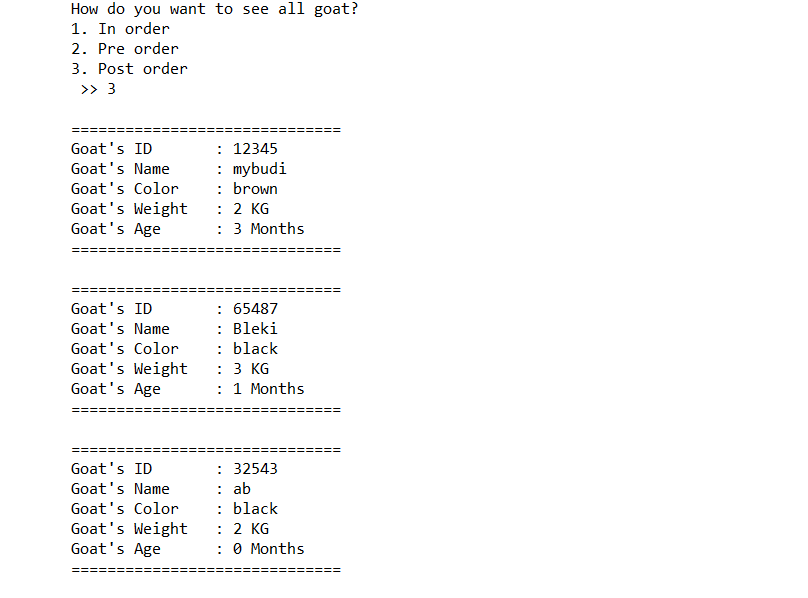 How do you want to see all goat?
1. In order
2. Pre order
3. Post order
>> 3
==============================
Goat's ID       : 12345
Goat's Name     : mybudi
Goat's Color    : brown
Goat's Weight   : 2 KG
Goat's Age      : 3 Months
==============================
==============================
Goat's ID       : 65487
Goat's Name     : Bleki
Goat's Color    : black
Goat's Weight   : 3 KG
Goat's Age      : 1 Months
==============================
==============================
Goat's ID       : 32543
Goat's Name     : ab
Goat's Color    : black
Goat's Weight   : 2 KG
Goat's Age      : 0 Months
==============================